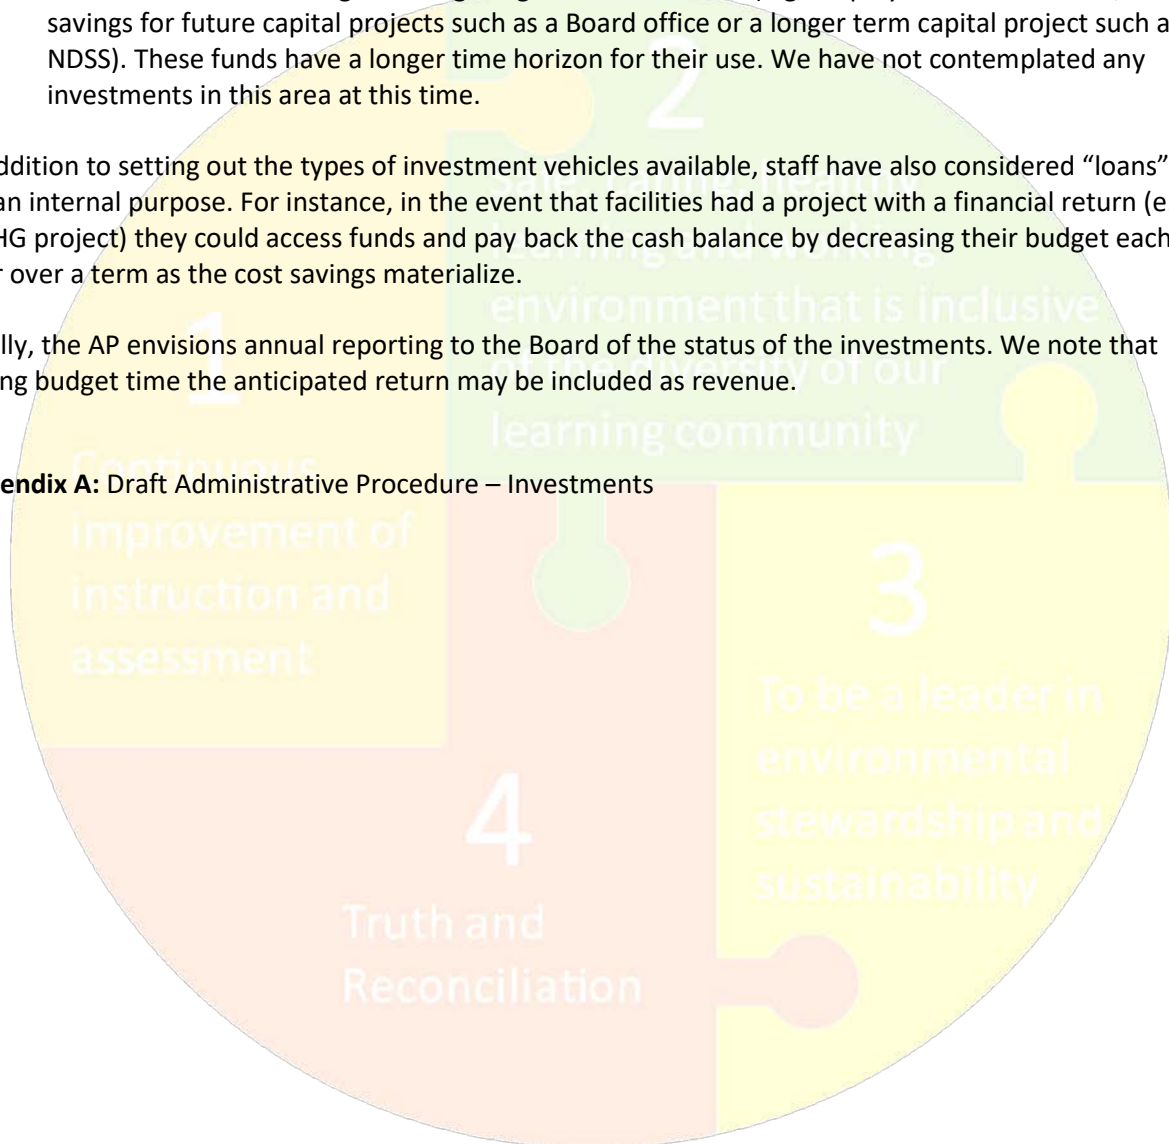 savings for future capital projects such as a Board office or a longer term capital project such a
NDSS). These funds have a longer time horizon for their use. We have not contemplated any
investments in this area at this time.
ddition to setting out the types of investment vehicles available, staff have also considered “loans”
an internal purpose. For instance, in the event that facilities had a project with a financial return (e
HG project) they could access funds and pay back the cash balance by decreasing their budget each
r over a term as the cost savings materialize.
lly, the AP envisions annual reporting to the Board of the status of the investments. We note that
ing budget time the anticipated return may be included as revenue.
endix A: Draft Administrative Procedure – Investments
1
Continuous
improvement of
instruction and
assessment
2
learning and working
environment that is inclusive
of the diversity of our
learning community
3
To be a leader in
environmental
stewardship and
sustainability
4
Truth and
Reconciliation